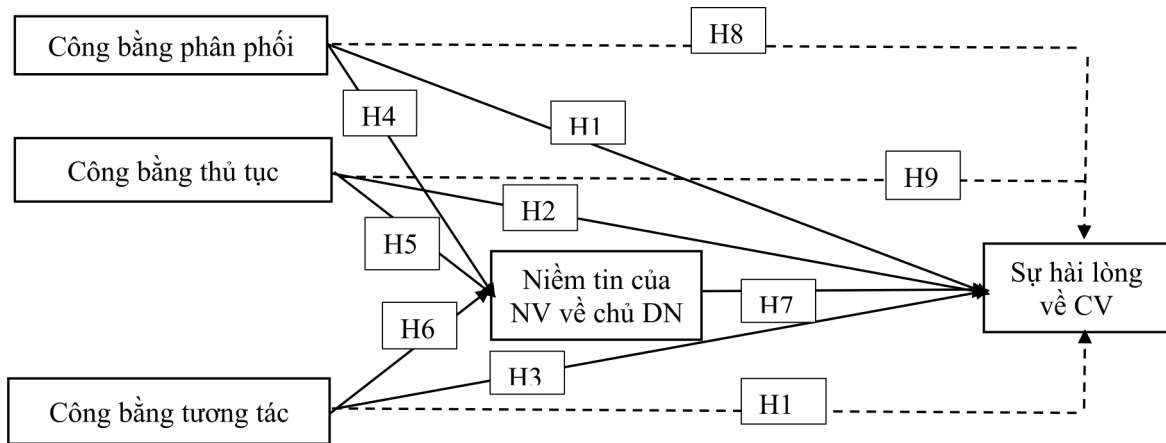 Công bằng phân phối
H8
H4
H1
Công bằng thủ tục
H9
H2
H5
Niềm tin của
NV về chủ DN
H7
Sự hài lòng
về CV
H6
H3
Công bằng tương tác
H1